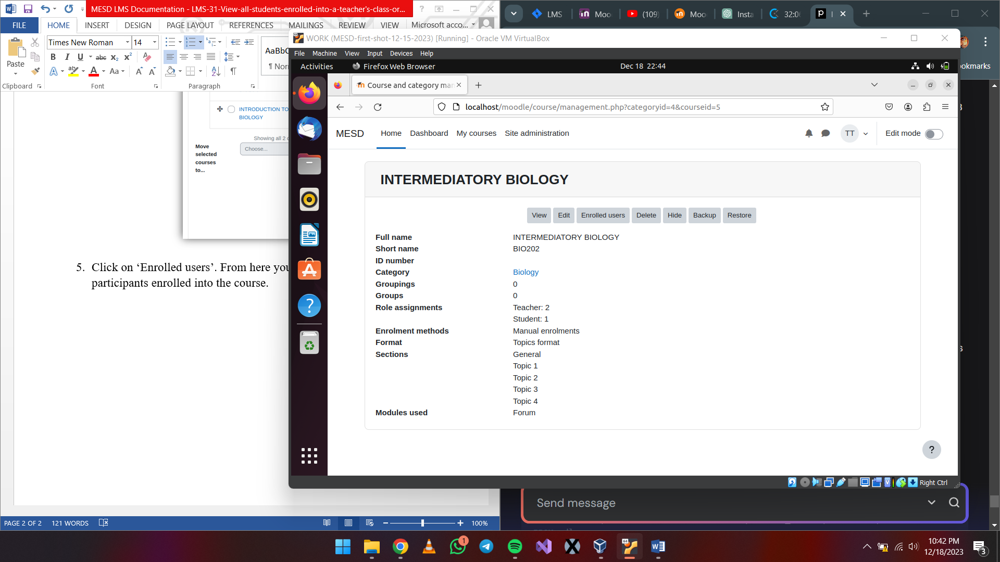 MESD LMS Documentation - LMS-31-View-all-students-enrolled-into-a-teacher's-class-or...
FILE
HOME
INSERT
DESIGN
PAGE LAYOUT
REFERENCES
MAILINGS
REVIEW
VIEW
Microsoft acco...
Times New Roman
14
Paste
Clipboard
Font
Paragraph
AaBbC
¶ Nor
INTRODUCTION TO
BIOLOGY
Showing all 2
Move
selected
courses
to...
Choose...
5. Click on ‘Enrolled users’. From here you
participants enrolled into the course.
PAGE 2 OF 2
121 WORDS
100%
LMS
Moo
(109)
Moo
Insta
32:0
WORK (MESD-first-shot-12-15-2023) [Running] - Oracle VM VirtualBox
File Machine View Input Devices Help
Activities
Firefox Web Browser
Dec 18 22:44
Course and category ma
localhost/moodle/course/management.php?categoryid=4&courseid=5
MESD
Home
Dashboard
My courses
Site administration
TT
Edit mode
INTERMEDIATORY BIOLOGY
View
Edit
Enrolled users
Delete
Hide
Backup
Restore
Full name INTERMEDIATORY BIOLOGY
Short name BIO202
ID number
Category Biology
Groupings 0
Groups 0
Role assignments Teacher: 2
Student: 1
Enrolment methods Manual enrolments
Format Topics format
Sections General
Topic 1
Topic 2
Topic 3
Topic 4
Modules used Forum
?
Right Ctrl
okmarks
Send message
1
64
10:42 PM
12/18/2023
3